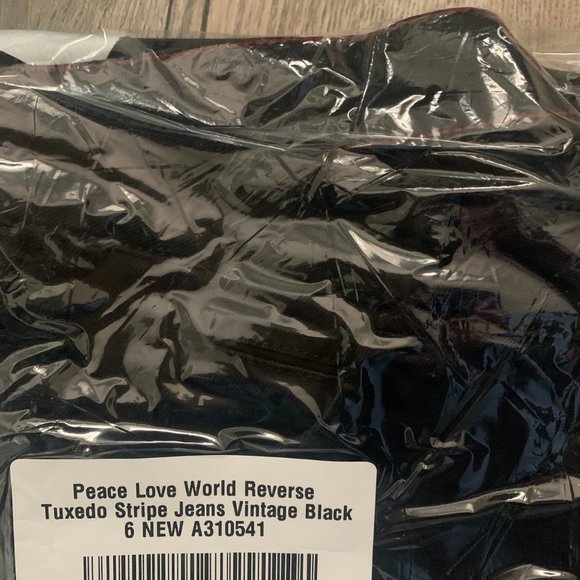 Peace Love World Reverse
Tuxedo Stripe Jeans Vintage Black
6 NEW A310541